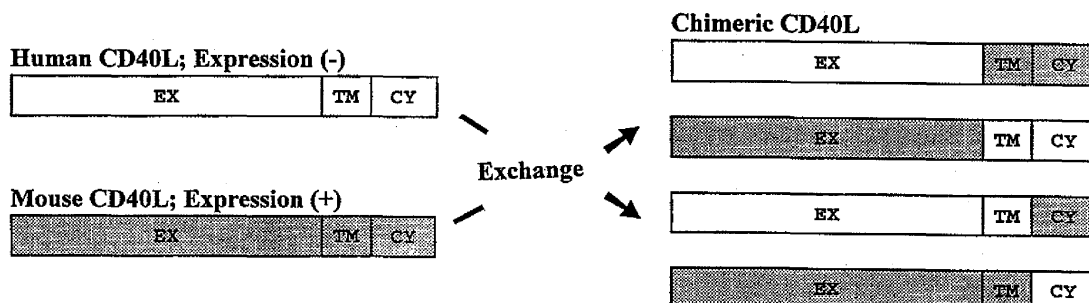 Human CD40L; Expression (-)
EX TM CY
Mouse CD40L; Expression (+)
EX TM CY
Exchange
Chimeric CD40L
EX TM CY
EX TM CY
EX TM CY
EX TM CY